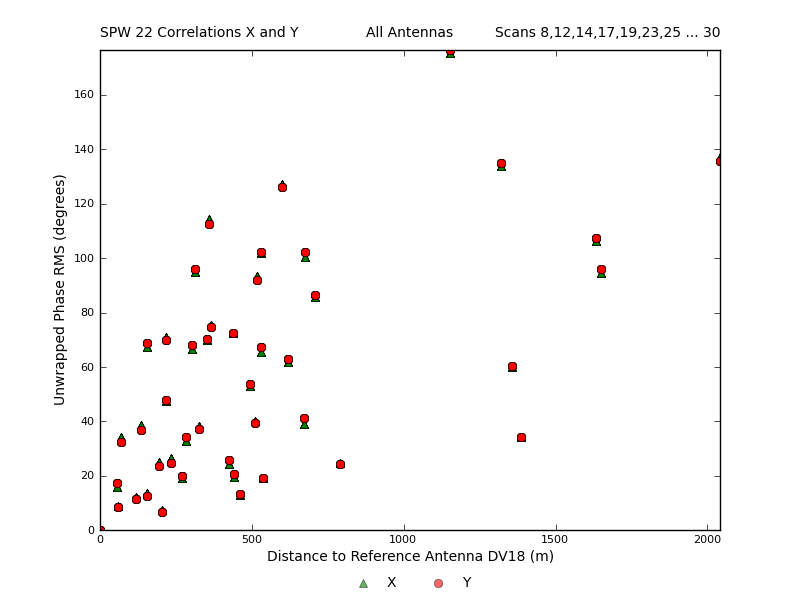 SPW 22 Correlations X and Y All Antennas Scans 8,12,14,17,19,23,25 ... 30
Unwrapped Phase RMS (degrees)
160
140
120
100
80
60
40
20
0
0 500 1000 1500 2000
Distance to Reference Antenna DV18 (m)
X Y